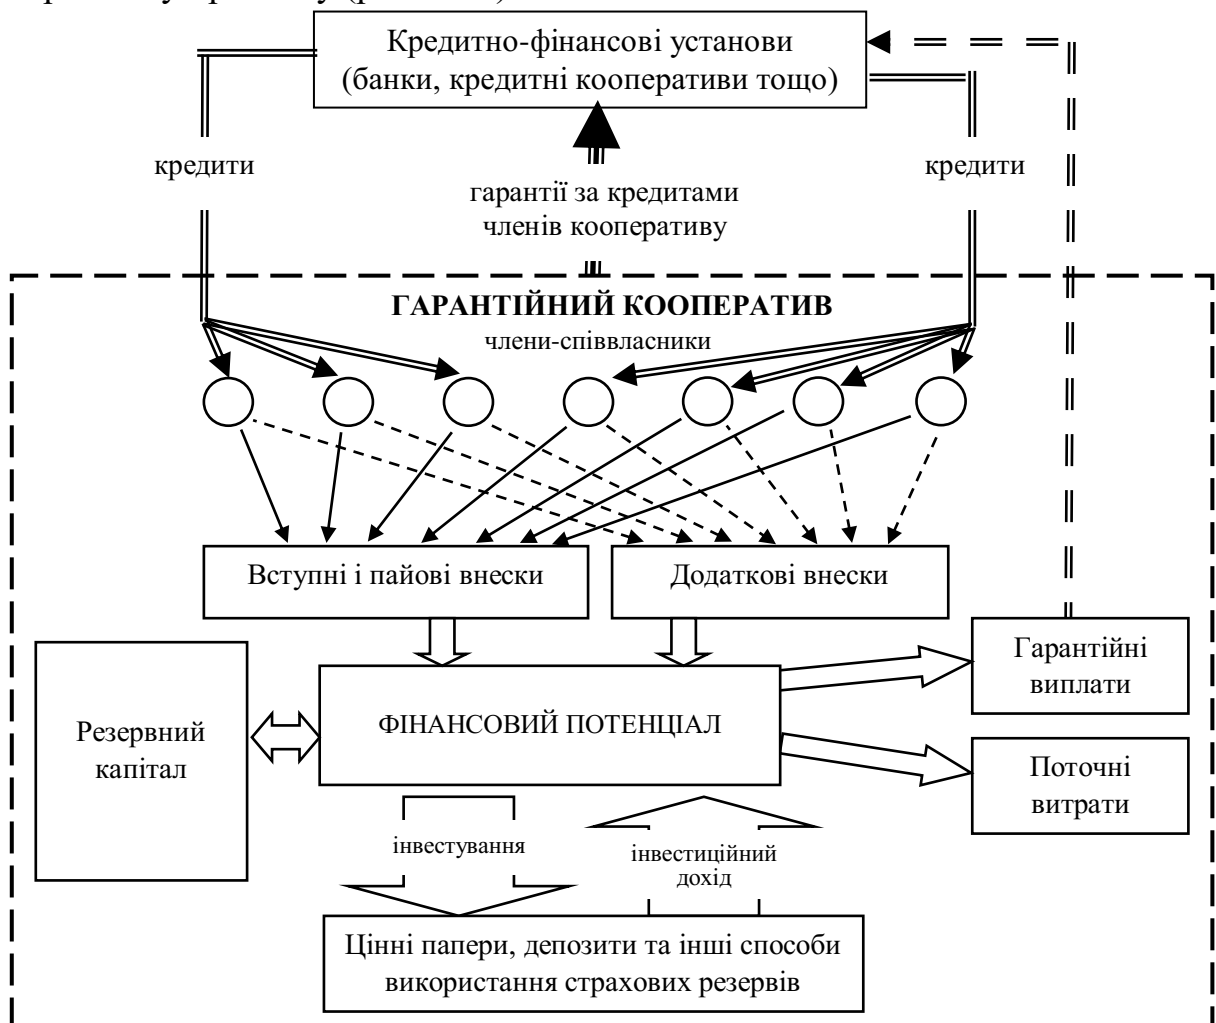 Кредитно-фінансові установи
(банки, кредитні кооперативи тощо)
кредити
кредити
гарантії за кредитами
членів кооперативу
ГАРАНТІЙНИЙ КООПЕРАТИВ
члени-співвласники
Вступні і пайові внески
Додаткові внески
Гарантійні
виплати
Резервний
капітал
ФІНАНСОВИЙ ПОТЕНЦІАЛ
Поточні
витрати
інвестування
інвестиційний
дохід
Цінні папери, депозити та інші способи
використання страхових резервів